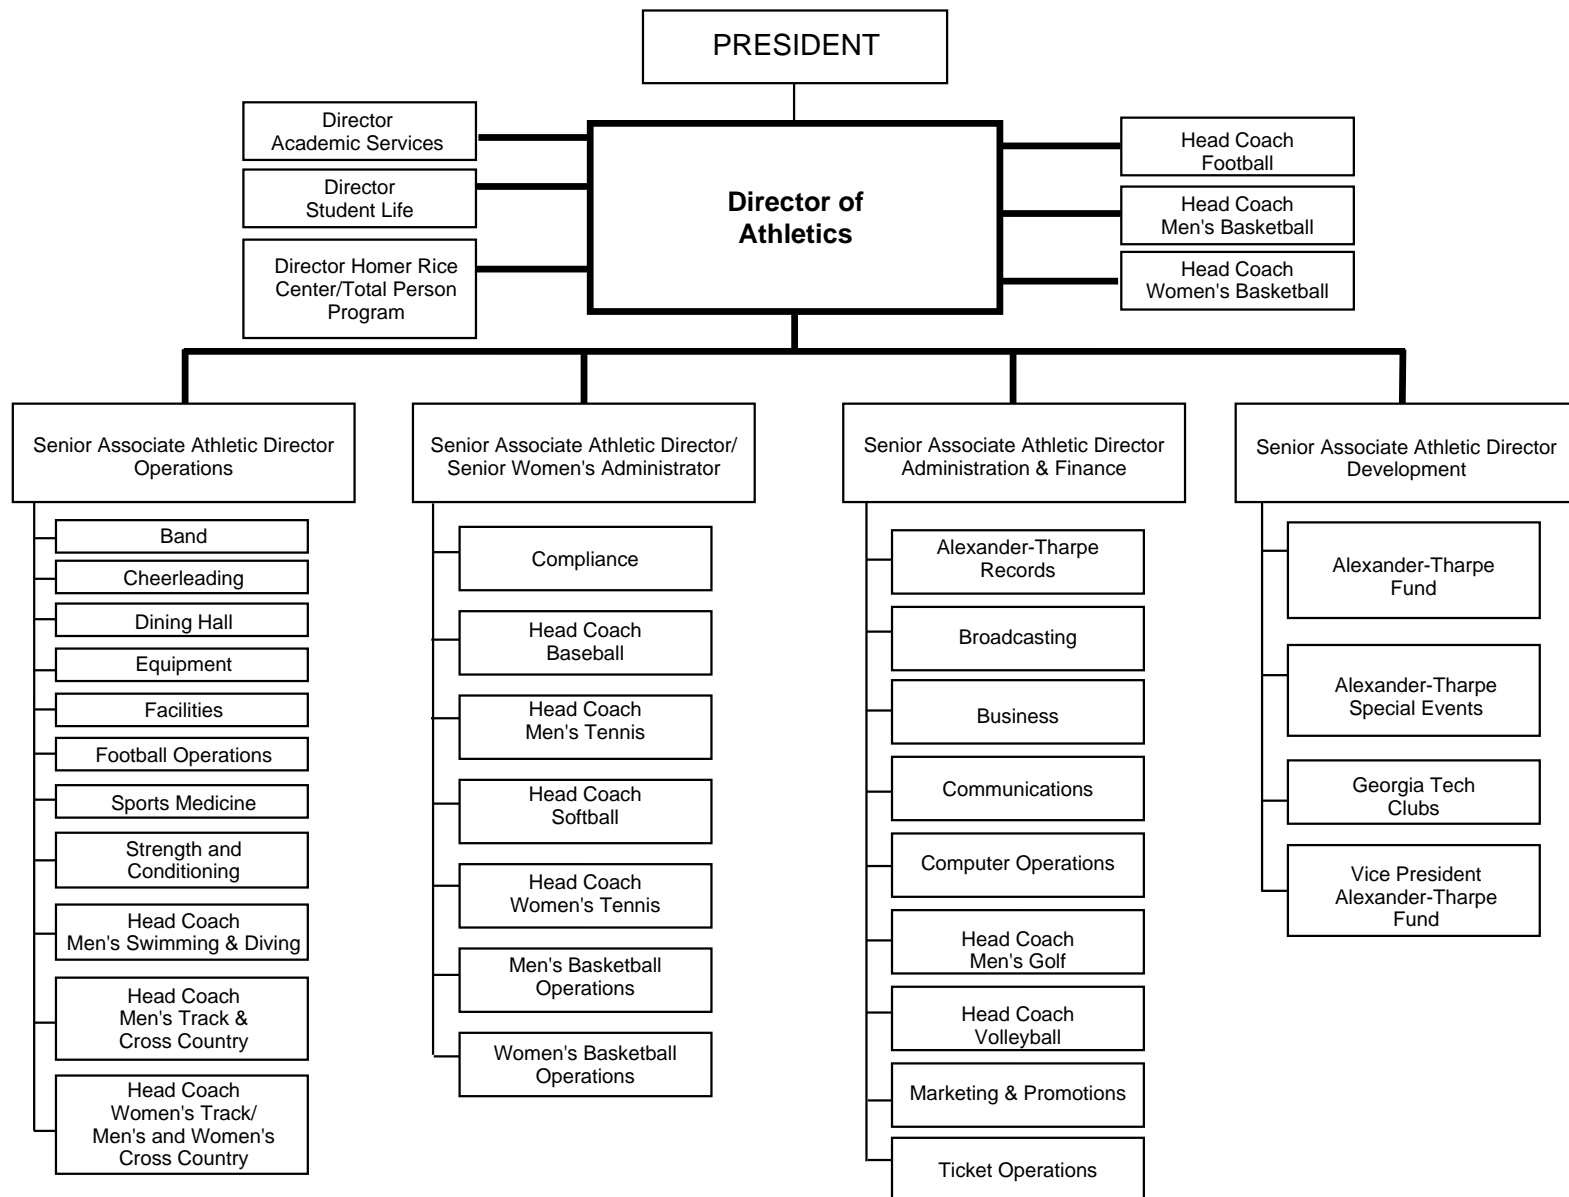 PRESIDENT
Director
Academic Services
Director
Student Life
Director Homer Rice
Center/Total Person
Program
Director of
Athletics
Head Coach
Football
Head Coach
Men's Basketball
Head Coach
Women's Basketball
Senior Associate Athletic Director
Operations
Band
Cheerleading
Dining Hall
Equipment
Facilities
Football Operations
Sports Medicine
Strength and
Conditioning
Head Coach
Men's Swimming & Diving
Head Coach
Men's Track &
Cross Country
Head Coach
Women's Track/
Men's and Women's
Cross Country
Senior Associate Athletic Director/
Senior Women's Administrator
Compliance
Head Coach
Baseball
Head Coach
Men's Tennis
Head Coach
Softball
Head Coach
Women's Tennis
Men's Basketball
Operations
Women's Basketball
Operations
Senior Associate Athletic Director
Administration & Finance
Alexander-Tharpe
Records
Broadcasting
Business
Communications
Computer Operations
Head Coach
Men's Golf
Head Coach
Volleyball
Marketing & Promotions
Ticket Operations
Senior Associate Athletic Director
Development
Alexander-Tharpe
Fund
Alexander-Tharpe
Special Events
Georgia Tech
Clubs
Vice President
Alexander-Tharpe
Fund